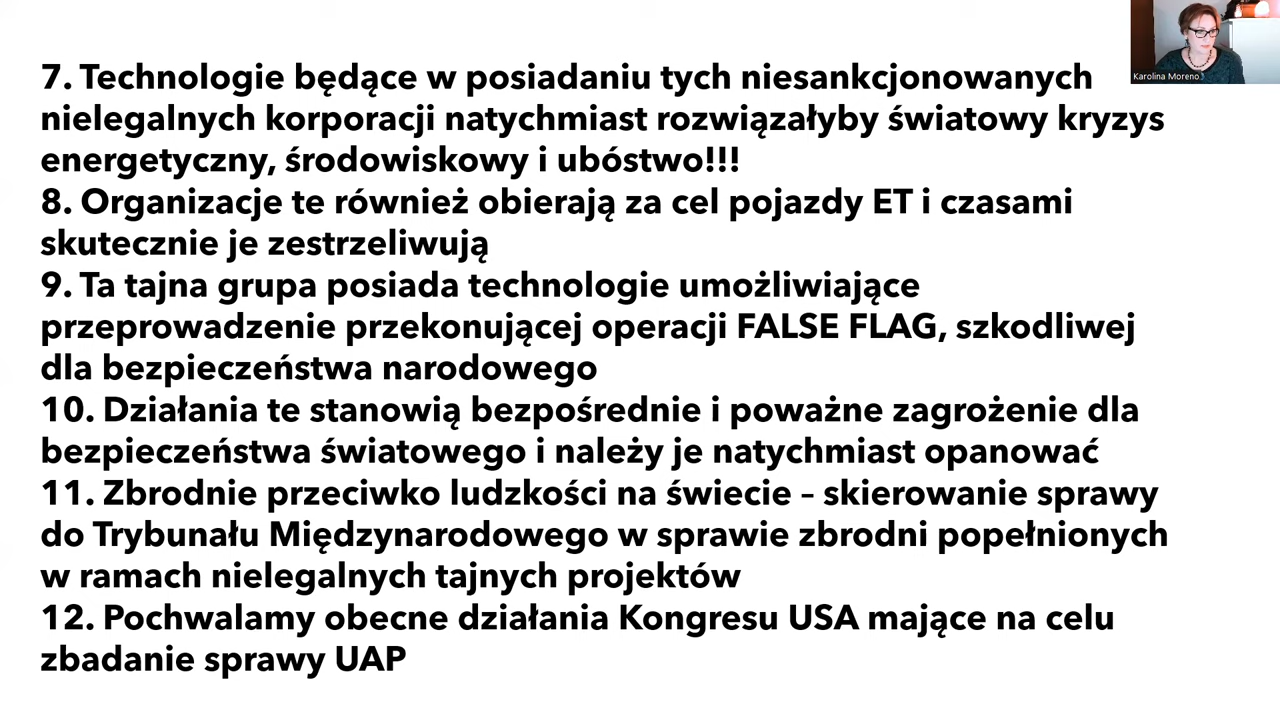 Karolina Moreno
7. Technologie będące w posiadaniu tych niesankcjonowanych
nielegalnych korporacji natychmiast rozwiązałyby światowy kryzys
energetyczny, środowiskowy i ubóstwo!!!
8. Organizacje te również obierają za cel pojazdy ET i czasami
skutecznie je zestrzeliwują
9. Ta tajna grupa posiada technologie umożliwiające
przeprowadzenie przekonującej operacji FALSE FLAG, szkodliwej
dla bezpieczeństwa narodowego
10. Działania te stanowią bezpośrednie i poważne zagrożenie dla
bezpieczeństwa światowego i należy je natychmiast opanować
11. Zbrodnie przeciwko ludzkości na świecie – skierowanie sprawy
do Trybunału Międzynarodowego w sprawie zbrodni popełnionych
w ramach nielegalnych tajnych projektów
12. Pochwalamy obecne działania Kongresu USA mające na celu
zbadanie sprawy UAP